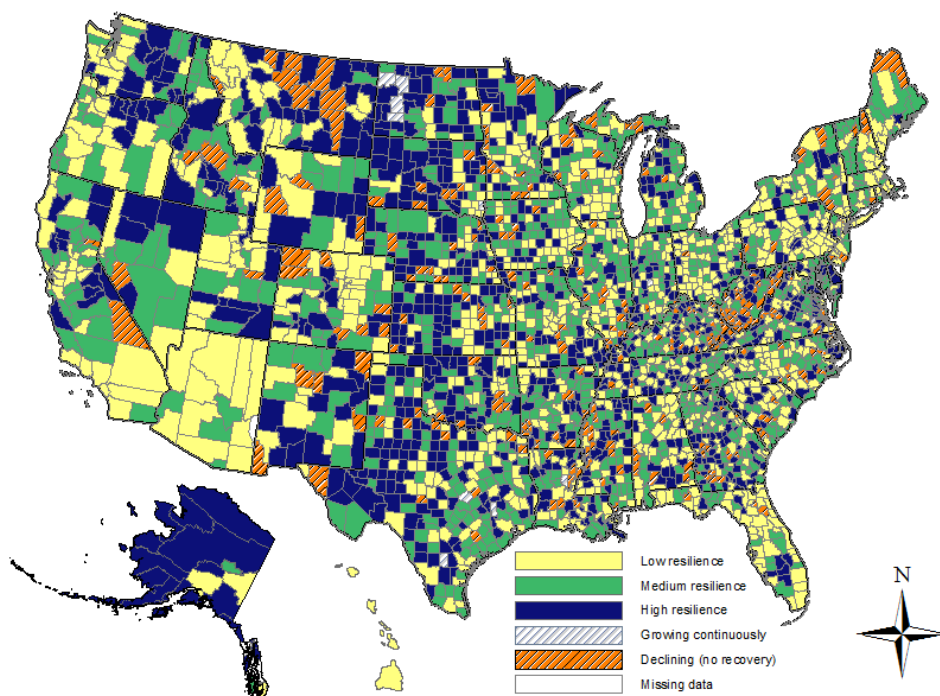 Low resilience
Medium resilience
High resilience
Growing continuously
Declining (no recovery)
Missing data
N